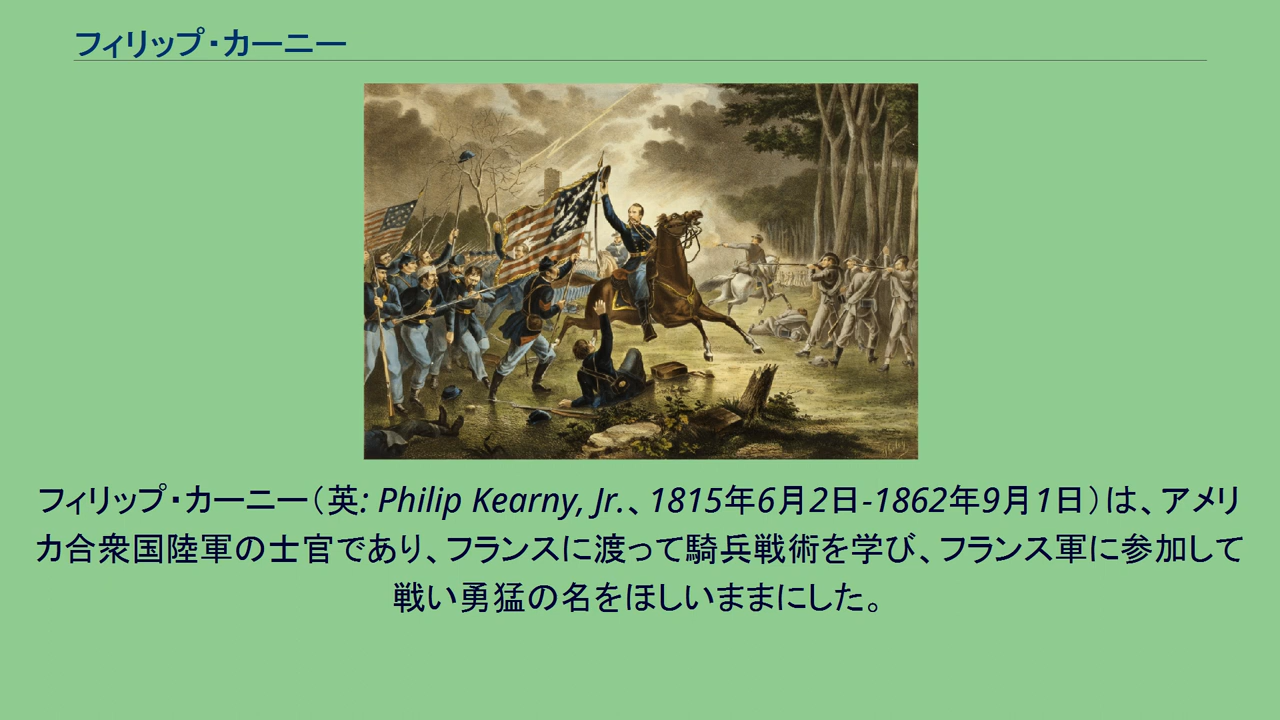 フィリップ・カーニー
フィリップ・カーニー（英: Philip Kearny, Jr.、1815年6月2日-1862年9月1日）は、アメリ
カ合衆国陸軍の士官であり、フランスに渡って騎兵戦術を学び、フランス軍に参加して
戦い勇猛の名をほしいままにした。